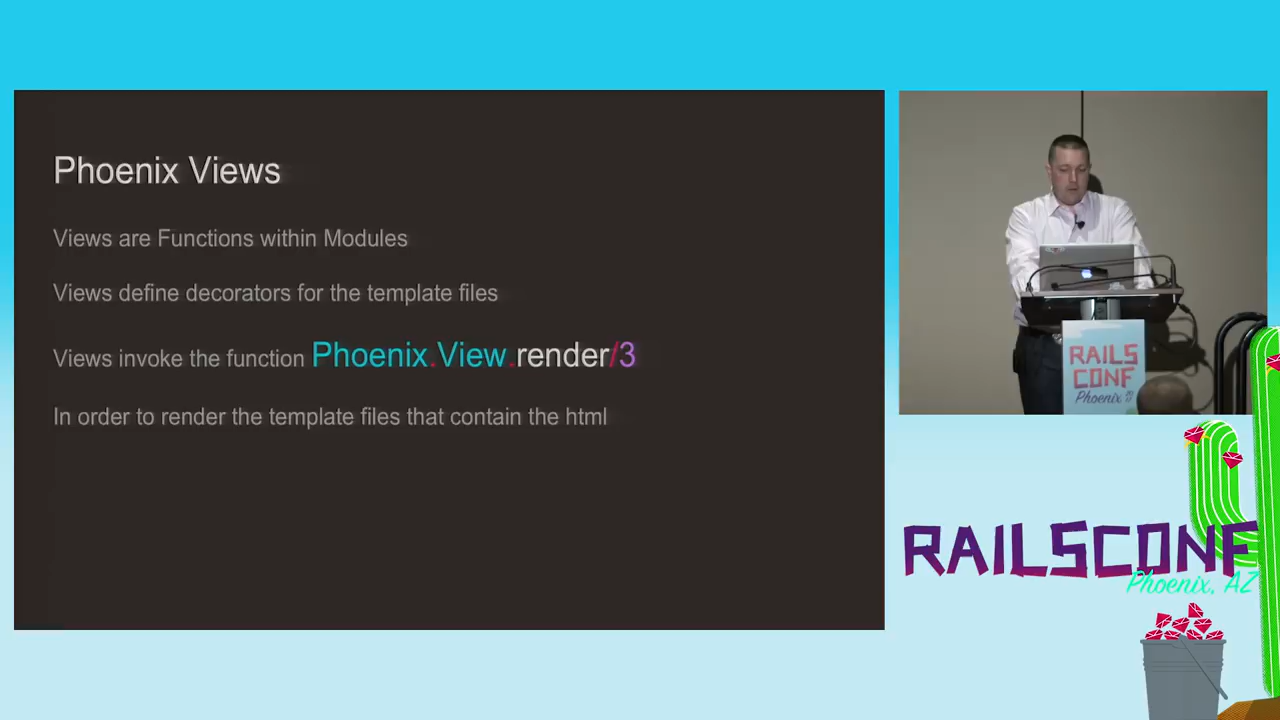 Phoenix Views
Views are Functions within Modules
Views define decorators for the template files
Views invoke the function Phoenix.View.render/3
In order to render the template files that contain the html
RAILS
CONF
Phoenix
RAILSCONF
Phoenix, AZ